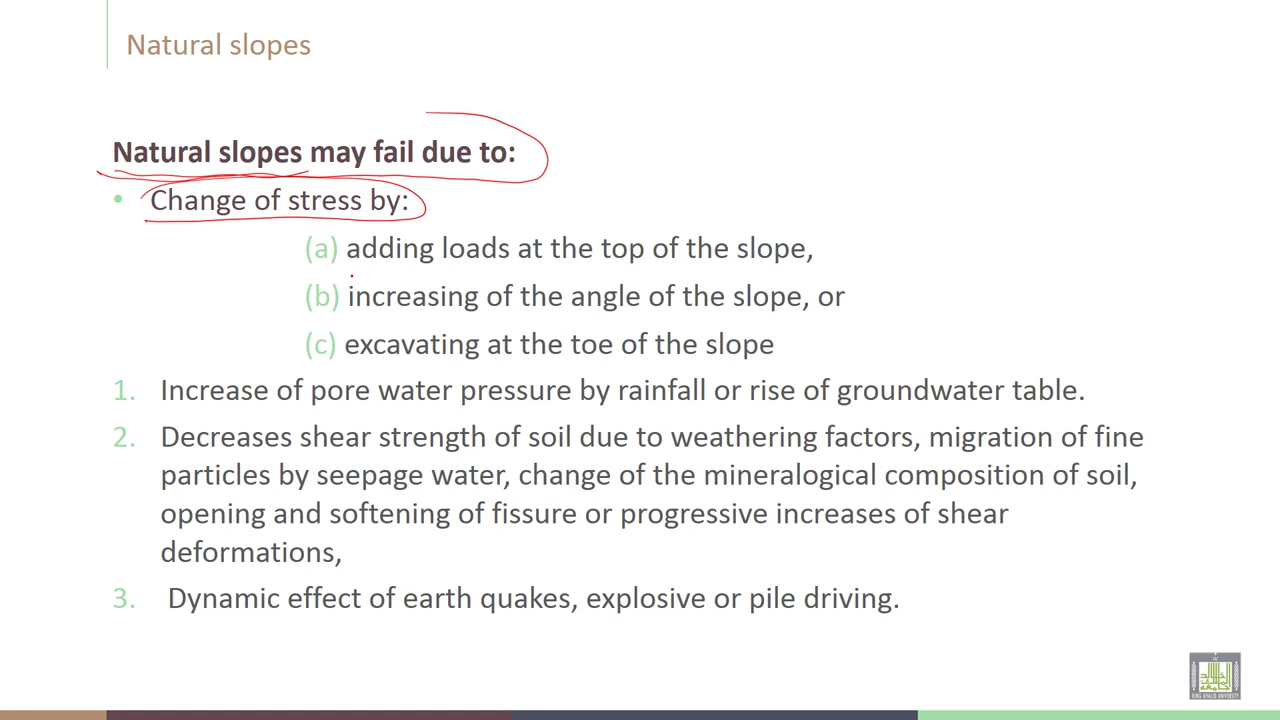 Natural slopes
Natural slopes may fail due to:
• Change of stress by:
(a) adding loads at the top of the slope,
(b) increasing of the angle of the slope, or
(c) excavating at the toe of the slope
1. Increase of pore water pressure by rainfall or rise of groundwater table.
2. Decreases shear strength of soil due to weathering factors, migration of fine
particles by seepage water, change of the mineralogical composition of soil,
opening and softening of fissure or progressive increases of shear
deformations,
3. Dynamic effect of earth quakes, explosive or pile driving.
KING KHALID UNIVERSITY